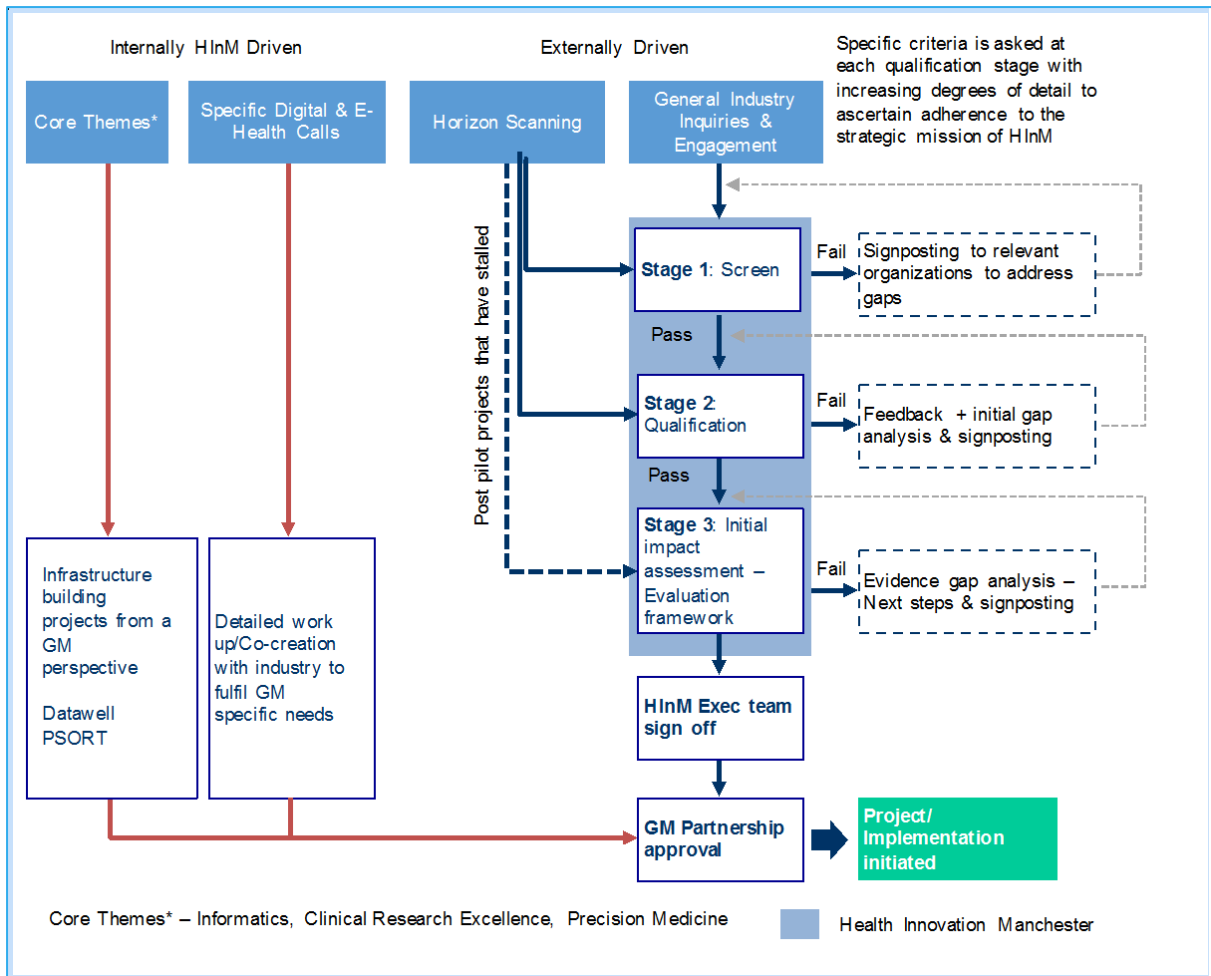 Internally HInM Driven
Externally Driven
Specific criteria is asked at
each qualification stage with
increasing degrees of detail to
ascertain adherence to the
strategic mission of HInM
Core Themes*
Specific Digital & E-
Health Calls
Horizon Scanning
General Industry
Inquiries &
Engagement
Post pilot projects that have stalled
Stage 1: Screen
Fail
Signposting to relevant
organizations to address
gaps
Pass
Stage 2:
Qualification
Fail
Feedback + initial gap
analysis & signposting
Pass
Stage 3: Initial
impact
assessment –
Evaluation
framework
Fail
Evidence gap analysis –
Next steps & signposting
Infrastructure
building
projects from a
GM
perspective
Datawell
PSORT
Detailed work
up/Co-creation
with industry to
fulfil GM
specific needs
HInM Exec team
sign off
GM Partnership
approval
Project/
Implementation
initiated
Core Themes* – Informatics, Clinical Research Excellence, Precision Medicine
Health Innovation Manchester